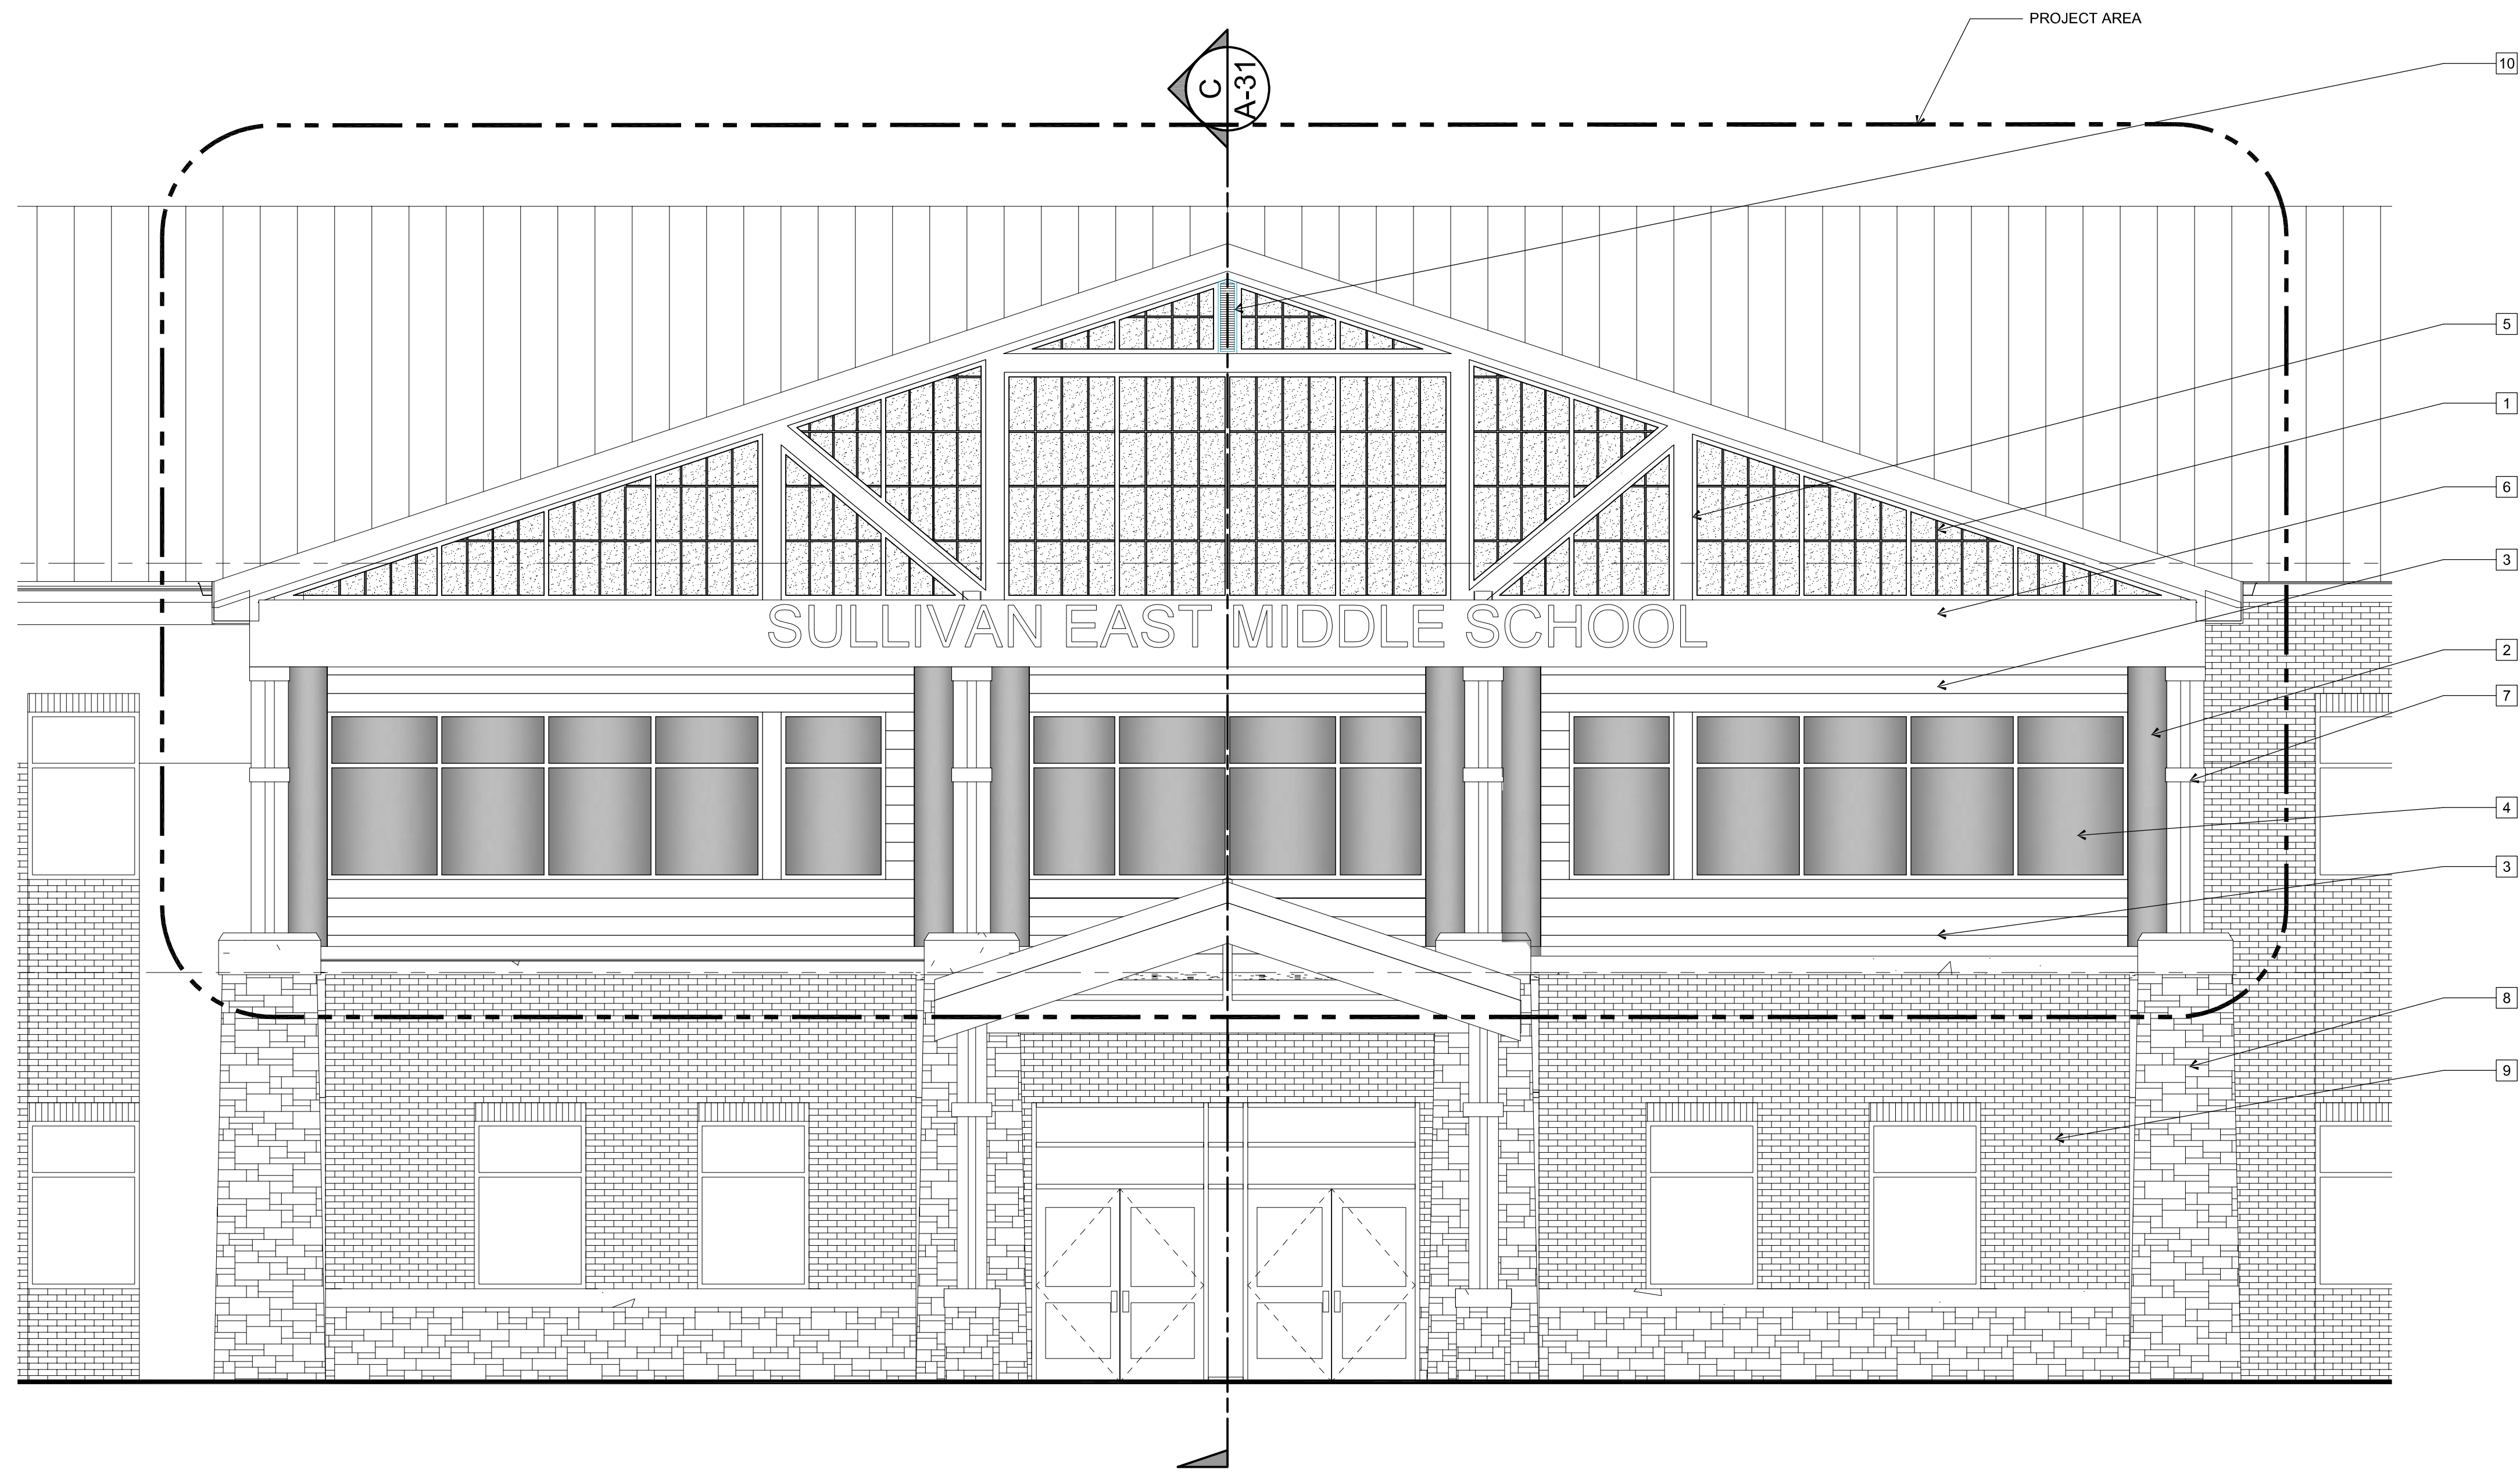 PROJECT AREA
C
A-31
10
5
1
6
3
SULLIVAN EAST MIDDLE SCHOOL
2
7
4
3
8
9